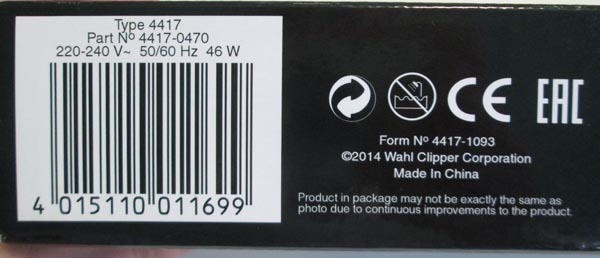 Type 4417
Part Nº 4417-0470
220-240 V~ 50/60 Hz 46 W
4 015110 011699
CE EAC
Form Nº 4417-1093
©2014 Wahl Clipper Corporation
Made In China
Product in package may not be exactly the same as
photo due to continuous improvements to the product.